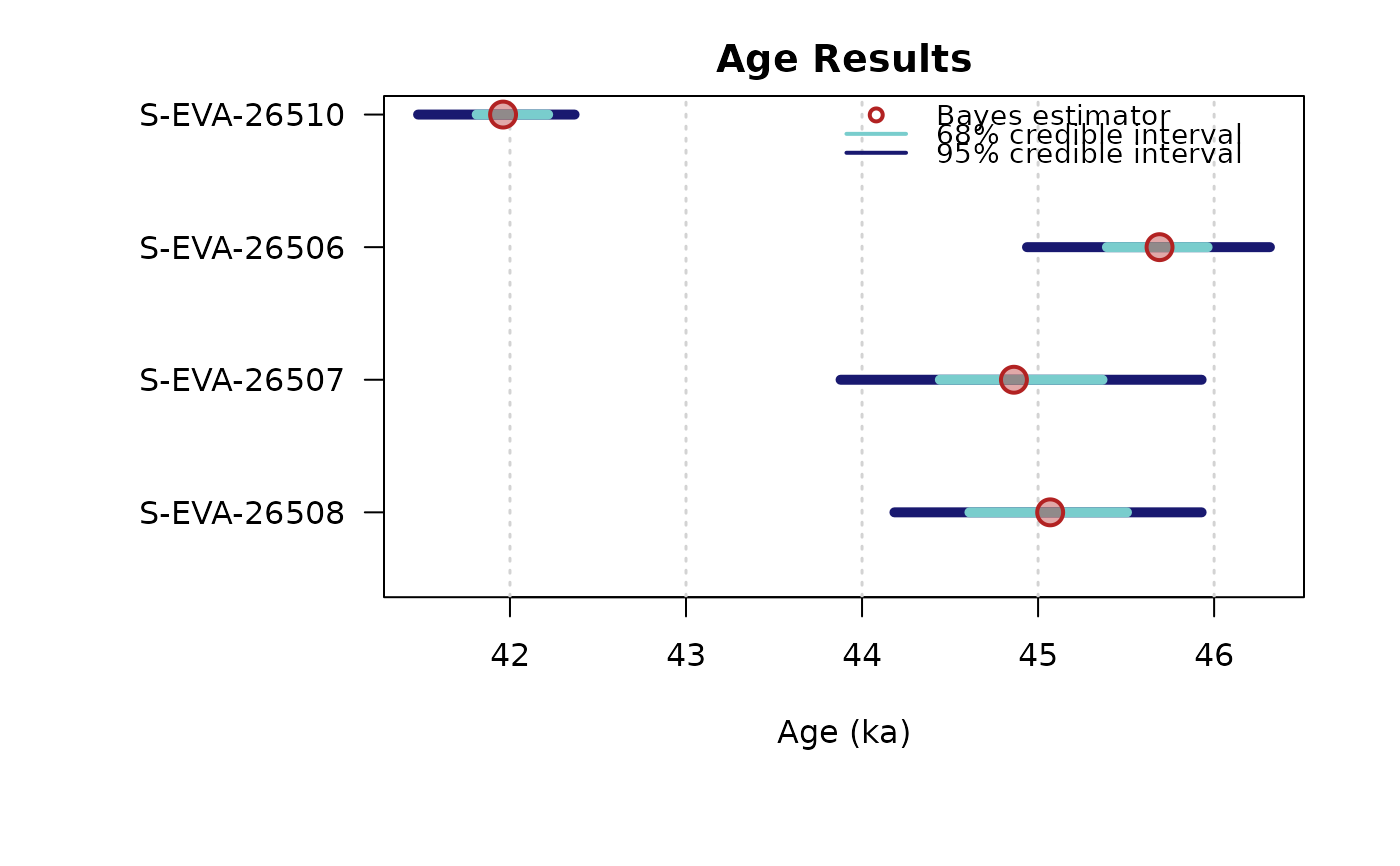 Age Results
S-EVA-26510
S-EVA-26506
S-EVA-26507
S-EVA-26508
Bayes estimator
68% credible interval
95% credible interval
42 43 44 45 46
Age (ka)